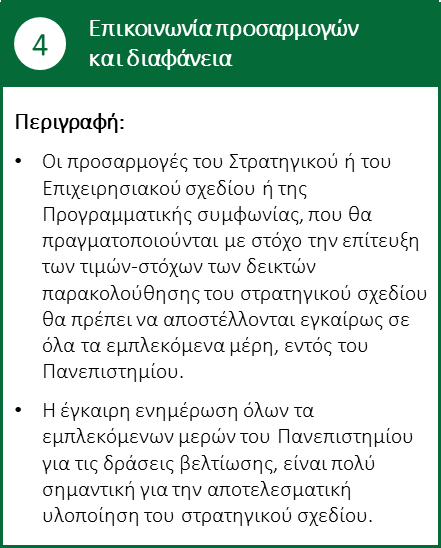 4
Επικοινωνία προσαρμογών
και διαφάνεια
Περιγραφή:
• Οι προσαρμογές του Στρατηγικού ή του
Επιχειρησιακού σχεδίου ή της
Προγραμματικής συμφωνίας, που θα
πραγματοποιούνται με στόχο την επίτευξη
των τιμών-στόχων των δεικτών
παρακολούθησης του στρατηγικού σχεδίου
θα πρέπει να αποστέλλονται εγκαίρως σε
όλα τα εμπλεκόμενα μέρη, εντός του
Πανεπιστημίου.
• Η έγκαιρη ενημέρωση όλων τα
εμπλεκόμενων μερών του Πανεπιστημίου
για τις δράσεις βελτίωσης, είναι πολύ
σημαντική για την αποτελεσματική
υλοποίηση του στρατηγικού σχεδίου.